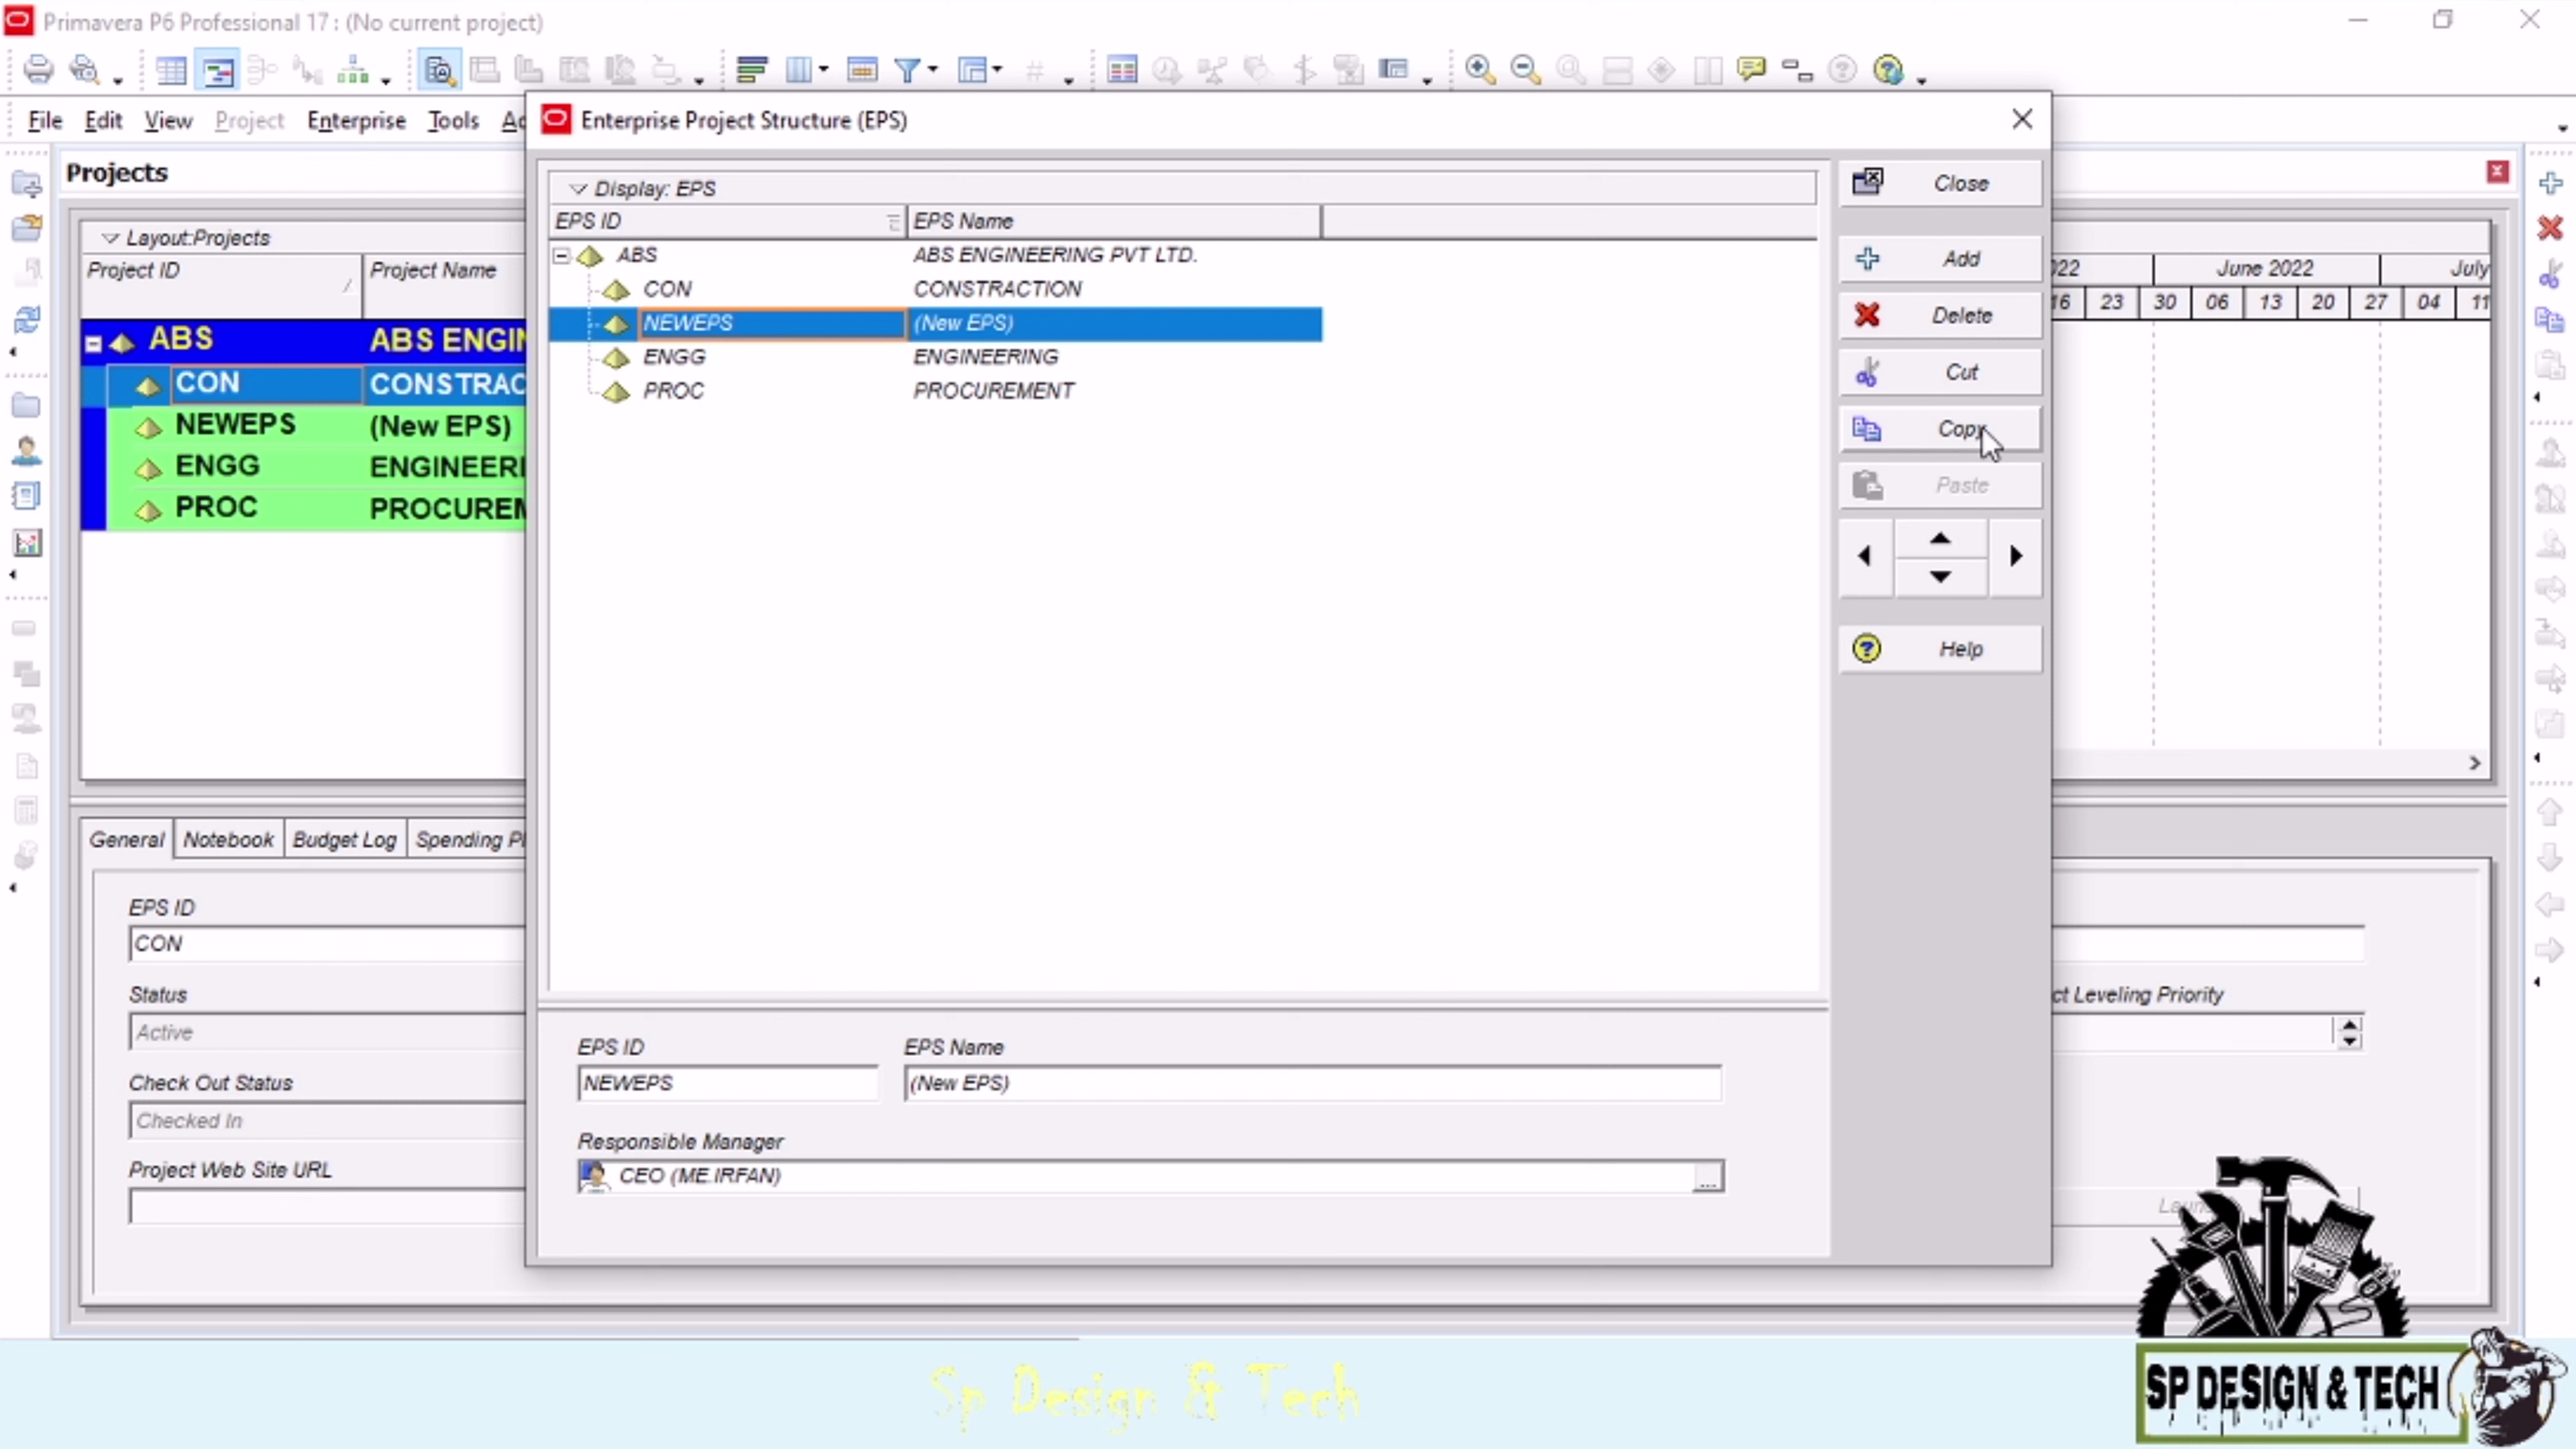 Primavera P6 Professional 17 : (No current project)
File Edit View Project Enterprise Tools
Enterprise Project Structure (EPS)
Projects
Layout:Projects
Project ID
Project Name
ABS
CON
NEWEPS (New EPS)
ENGG
PROC
Display: EPS
EPS ID EPS Name
ABS ABS ENGINEERING PVT LTD.
CON CONSTRACTION
NEWEPS (New EPS)
ENGG ENGINEERING
PROC PROCUREMENT
Close
Add
Delete
Cut
Copy
Paste
Help
June 2022
July
16 23 30 06 13 20 27 04 11
General Notebook Budget Log Spending
EPS ID
CON
Status
Active
Check Out Status
Checked In
Project Web Site URL
EPS ID EPS Name
NEWEPS (New EPS)
Responsible Manager
CEO (ME.IRFAN)
Leveling Priority
Sp Design & Tech
SP DESIGN & TECH